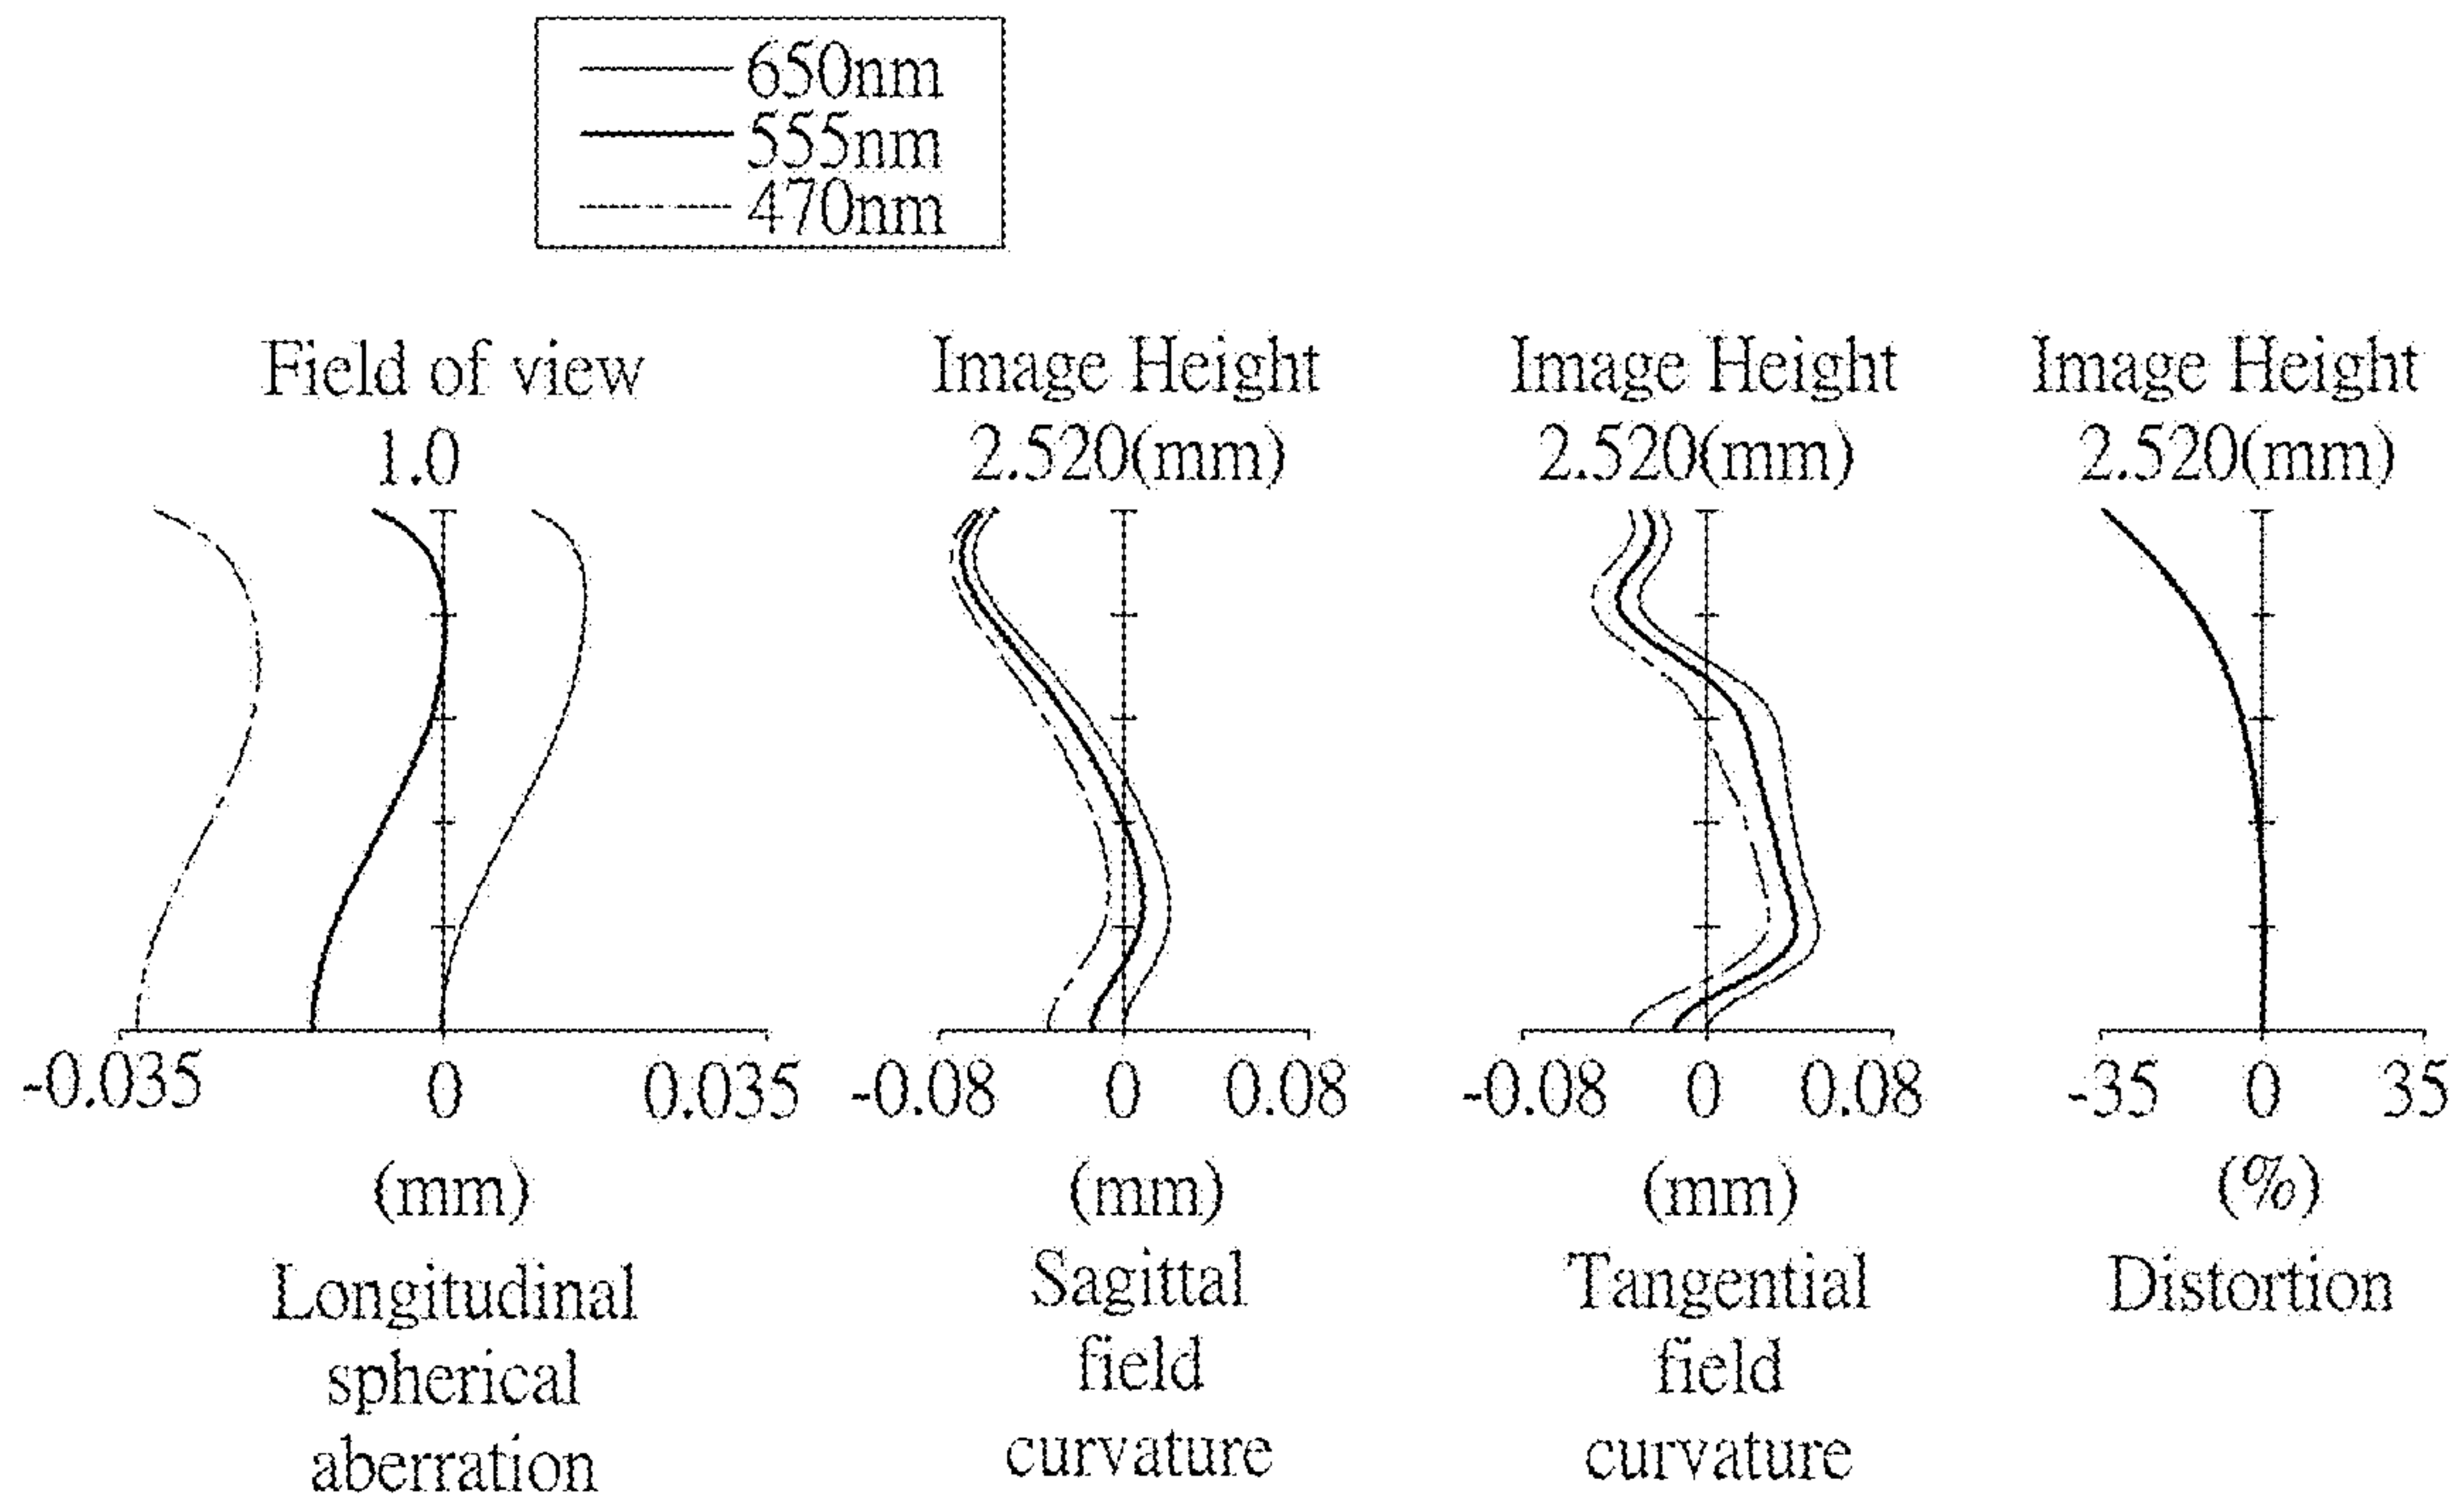 650nm
555nm
470nm
Field of view
1.0
Image Height
2.520(mm)
Image Height
2.520(mm)
Image Height
2.520(mm)
-0.035 0 0.035
(mm)
Longitudinal
spherical
aberration
-0.08 0 0.08
(mm)
Sagittal
field
curvature
-0.08 0 0.08
(mm)
Tangential
field
curvature
-35 0 35
(%)
Distortion